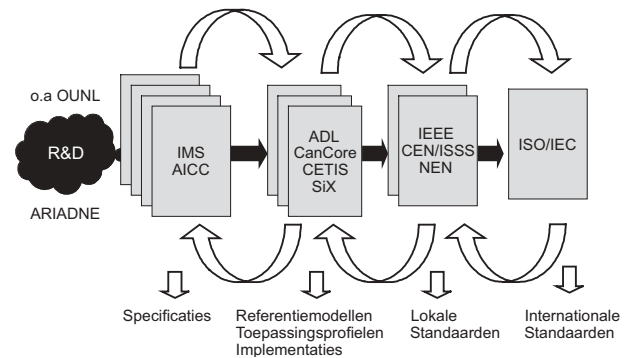 o.a OUNL
R&D
ARIADNE
IMS
AICC
ADL
CanCore
CETIS
SiX
IEEE
CEN/ISSS
NEN
ISO/IEC
Specificaties
Referentiemodellen
Toepassingsprofielen
Implementaties
Lokale
Standaarden
Internationale
Standaarden